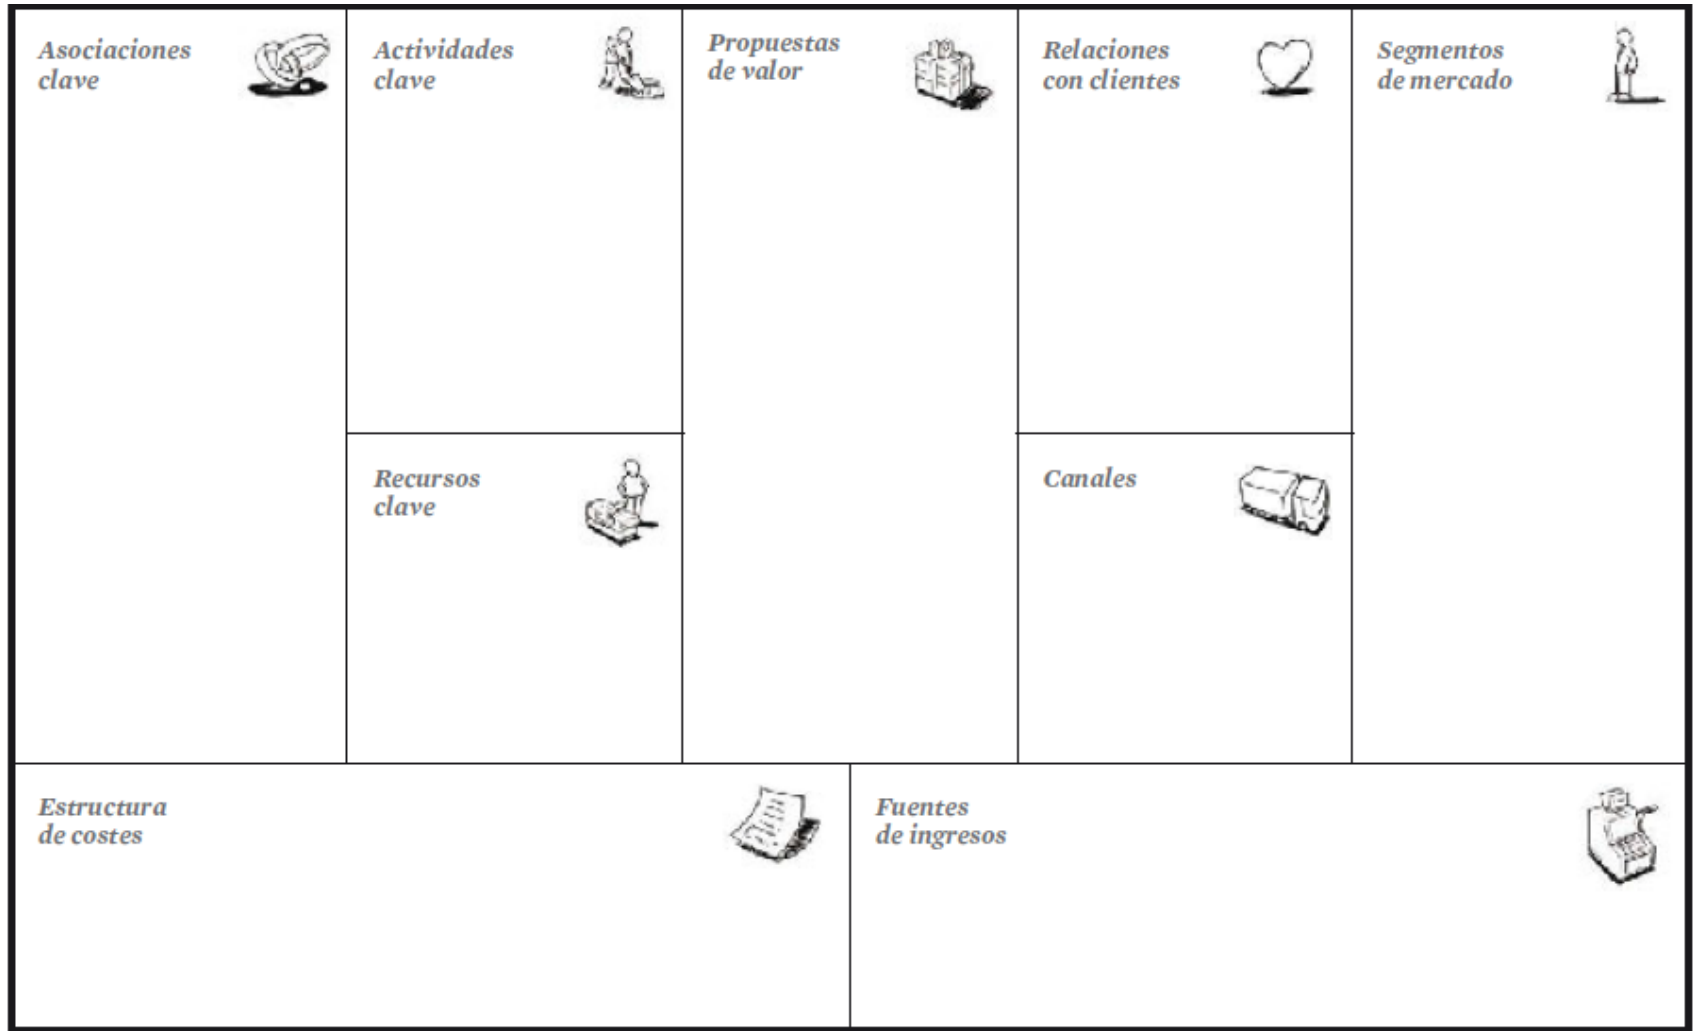 Asociaciones
clave
Actividades
clave
Propuestas
de valor
Relaciones
con clientes
Segmentos
de mercado
Recursos
clave
Canales
Estructura
de costes
Fuentes
de ingresos